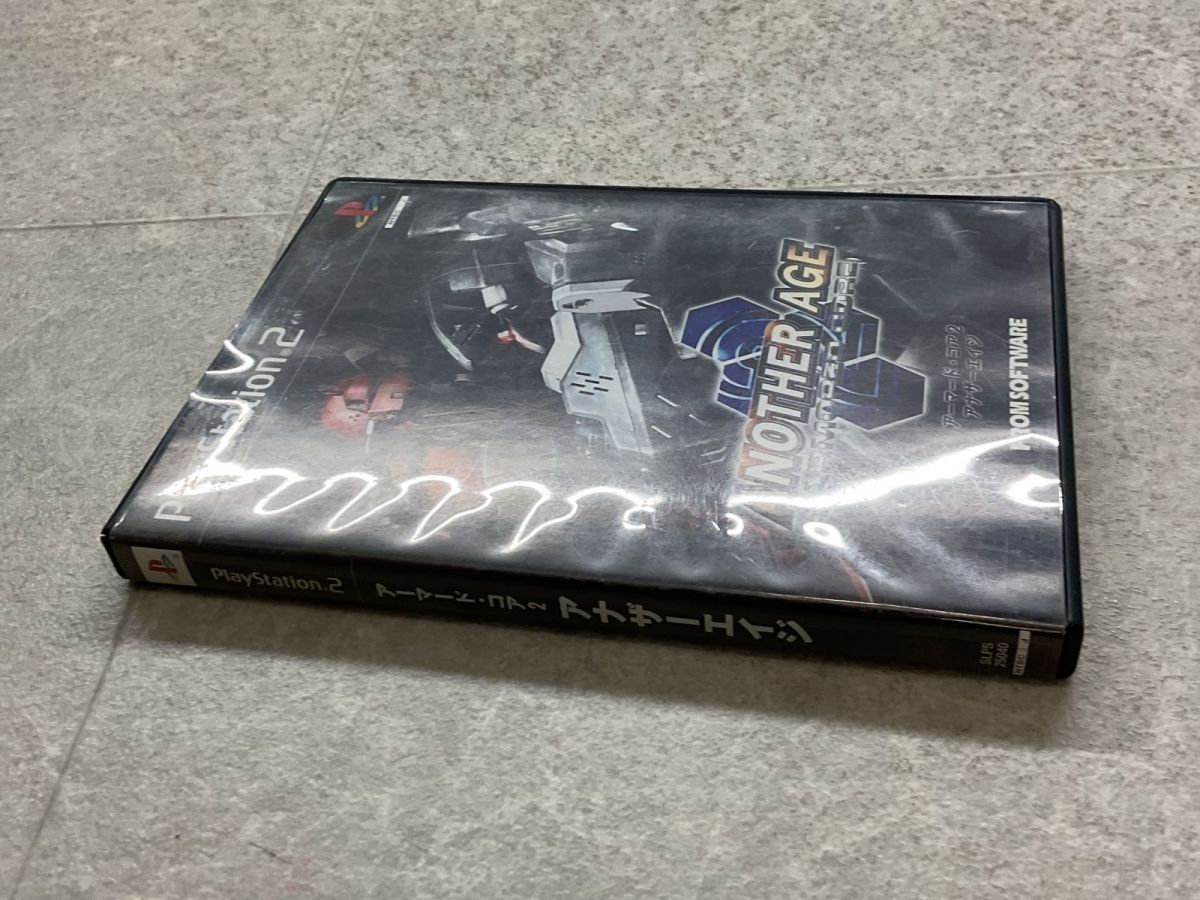 PlayStation®2
ANOTHER AGE
ARMORED CORE 2
アーマード・コア2
アナザーエイジ
FROM SOFTWARE
PlayStation®2
アーマード・コア2 アナザーエイジ
SLPS
25040